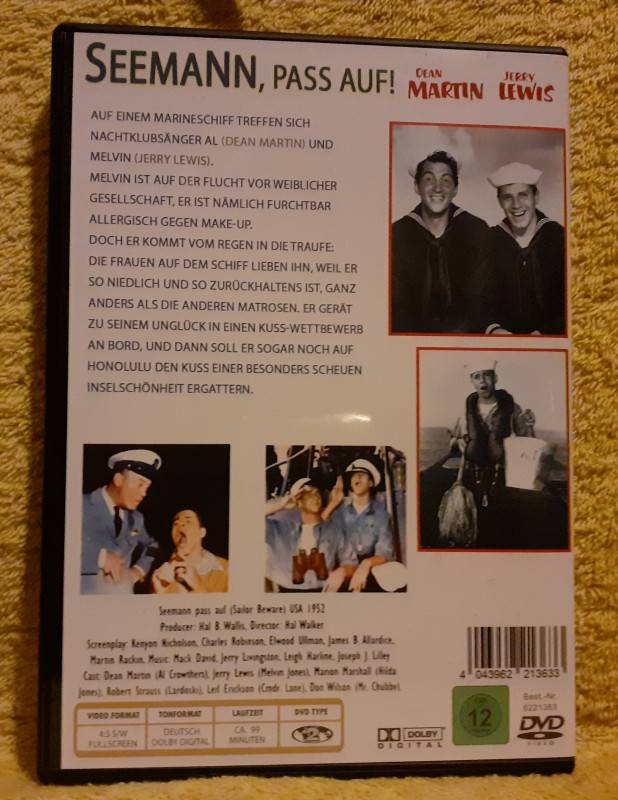 SEEMANN, PASS AUF!
DEAN MARTIN JERRY LEWIS
AUF EINEM MARINESCHIFF TREFFEN SICH
NACHTKLUBSÄNGER AL (DEAN MARTIN) UND
MELVIN (JERRY LEWIS).
MELVIN IST AUF DER FLUCHT VOR WEIBLICHER
GESELLSCHAFT, ER IST NÄMLICH FURCHTBAR
ALLERGISCH GEGEN MAKE-UP.
DOCH ER KOMMT VOM REGEN IN DIE TRAUFE:
DIE FRAUEN AUF DEM SCHIFF LIEBEN IHN, WEIL ER
SO NIEDLICH UND SO ZURÜCKHALTENS IST, GANZ
ANDERS ALS DIE ANDEREN MATROSEN. ER GERÄT
ZU SEINEM UNGLÜCK IN EINEN KUSS-WETTBEWERB
AN BORD, UND DANN SOLL ER SOGAR NOCH AUF
HONOLULU DEN KUSS EINER BESONDERS SCHEUEN
INSELSCHÖNHEIT ERGATTERN.
Seemann pass auf (Sailor Beware) USA 1952
Producer: Hal B. Wallis, Director: Hal Walker
Screenplay: Kenyon Nicholson, Charles Robinson, Elwood Ullman, James B. Allardice,
Martin Rackin, Music: Mack David, Jerry Livingston, Leigh Harline, Joseph J. Lilley
Cast: Dean Martin (Al Crowthers), Jerry Lewis (Melvin Jones), Marion Marshall (Hilda
Jones), Robert Strauss (Lardoski), Leif Erickson (Cmdr. Lane), Don Wilson (Mr. Chubby)
VIDEO FORMAT TONFORMAT LAUFZEIT DVD TYPE
4:3 S/W DEUTSCH CA. 99
FULLSCREEN DOLBY DIGITAL MINUTEN
4 043962 213633
DOLBY
DIGITAL
12
Best.-Nr.
6221363
DVD
VIDEO